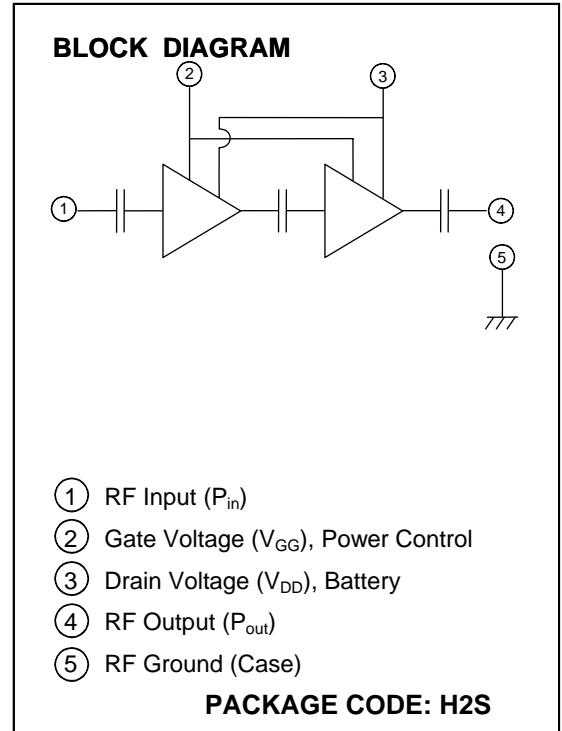 BLOCK DIAGRAM
2
3
1
4
5
1 RF Input (Pin)
2 Gate Voltage (VGG), Power Control
3 Drain Voltage (VDD), Battery
4 RF Output (Pout)
5 RF Ground (Case)
PACKAGE CODE: H2S